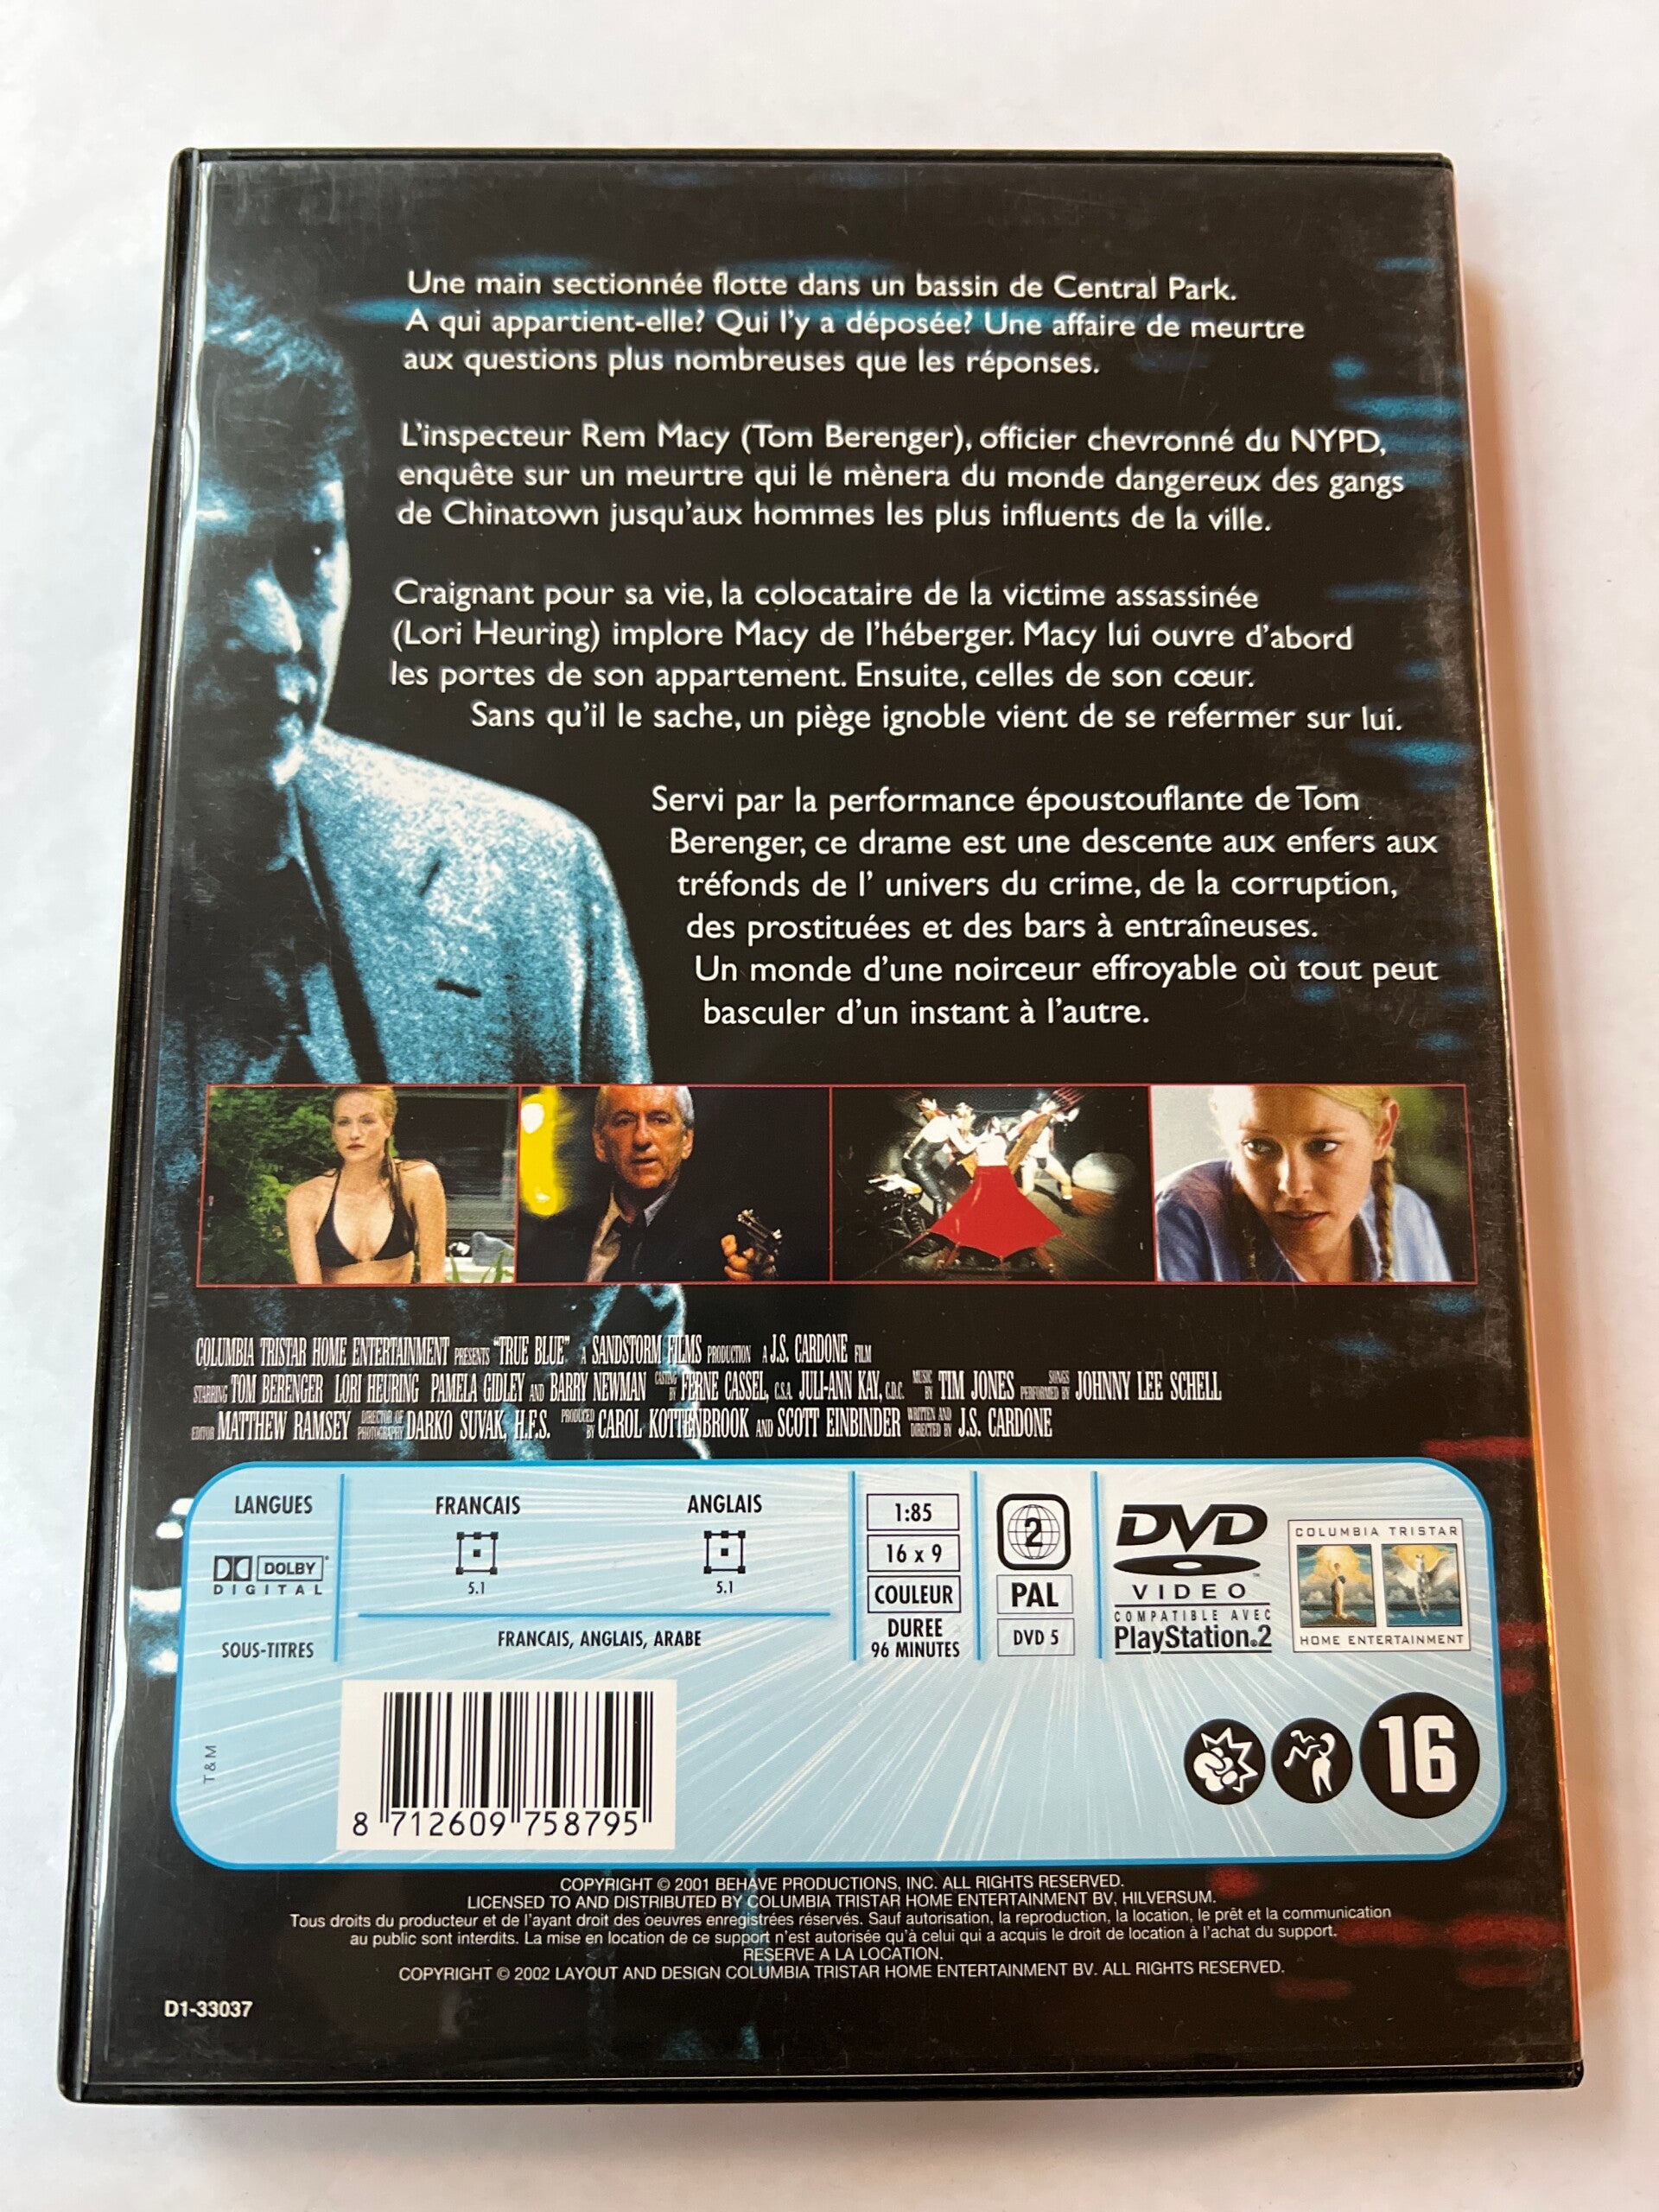 Une main sectionnée flotte dans un bassin de Central Park.
A qui appartient-elle? Qui l'y a déposée? Une affaire de meurtre
aux questions plus nombreuses que les réponses.
L'inspecteur Rem Macy (Tom Berenger), officier chevronné du NYPD,
enquête sur un meurtre qui le mènera du monde dangereux des gangs
de Chinatown jusqu'aux hommes les plus influents de la ville.
Craignant pour sa vie, la colocataire de la victime assassinée
(Lori Heuring) implore Macy de l'héberger. Macy lui ouvre d'abord
les portes de son appartement. Ensuite, celles de son cœur.
Sans qu'il le sache, un piège ignoble vient de se refermer sur lui.
Servi par la performance époustouflante de Tom
Berenger, ce drame est une descente aux enfers aux
tréfonds de l' univers du crime, de la corruption,
des prostituées et des bars à entraîneuses.
Un monde d'une noirceur effroyable où tout peut
basculer d'un instant à l'autre.
COLUMBIA TRISTAR HOME ENTERTAINMENT PRESENTS "TRUE BLUE" A SANDSTORM FILMS PRODUCTION A J.S. CARDONE FILM
STARRING TOM BERENGER LORI HEURING PAMELA GIDLEY AND BARRY NEWMAN CASTING BY FERNE CASSEL, C.S.A. JULI-ANN KAY, C.D.C. MUSIC BY TIM JONES SONGS PERFORMED BY JOHNNY LEE SCHELL
EDITOR MATTHEW RAMSEY DIRECTOR OF PHOTOGRAPHY DARKO SUVAK, H.F.S. PRODUCED BY CAROL KOTTENBROOK AND SCOTT EINBINDER WRITTEN AND DIRECTED BY J.S. CARDONE
LANGUES
FRANCAIS
ANGLAIS
DOLBY
DIGITAL
5.1
5.1
SOUS-TITRES
FRANCAIS, ANGLAIS, ARABE
1:85
16 x 9
COULEUR
DUREE
96 MINUTES
2
PAL
DVD 5
DVD
VIDEO
COMPATIBLE AVEC
PlayStation®2
COLUMBIA TRISTAR
HOME ENTERTAINMENT
T&M
8 712609 758795
16
COPYRIGHT © 2001 BEHAVE PRODUCTIONS, INC. ALL RIGHTS RESERVED.
LICENSED TO AND DISTRIBUTED BY COLUMBIA TRISTAR HOME ENTERTAINMENT BV, HILVERSUM.
Tous droits du producteur et de l'ayant droit des oeuvres enregistrées réservés. Sauf autorisation, la reproduction, la location, le prêt et la communication
au public sont interdits. La mise en location de ce support n'est autorisée qu'à celui qui a acquis le droit de location à l'achat du support.
RESERVE A LA LOCATION.
COPYRIGHT © 2002 LAYOUT AND DESIGN COLUMBIA TRISTAR HOME ENTERTAINMENT BV. ALL RIGHTS RESERVED.
D1-33037